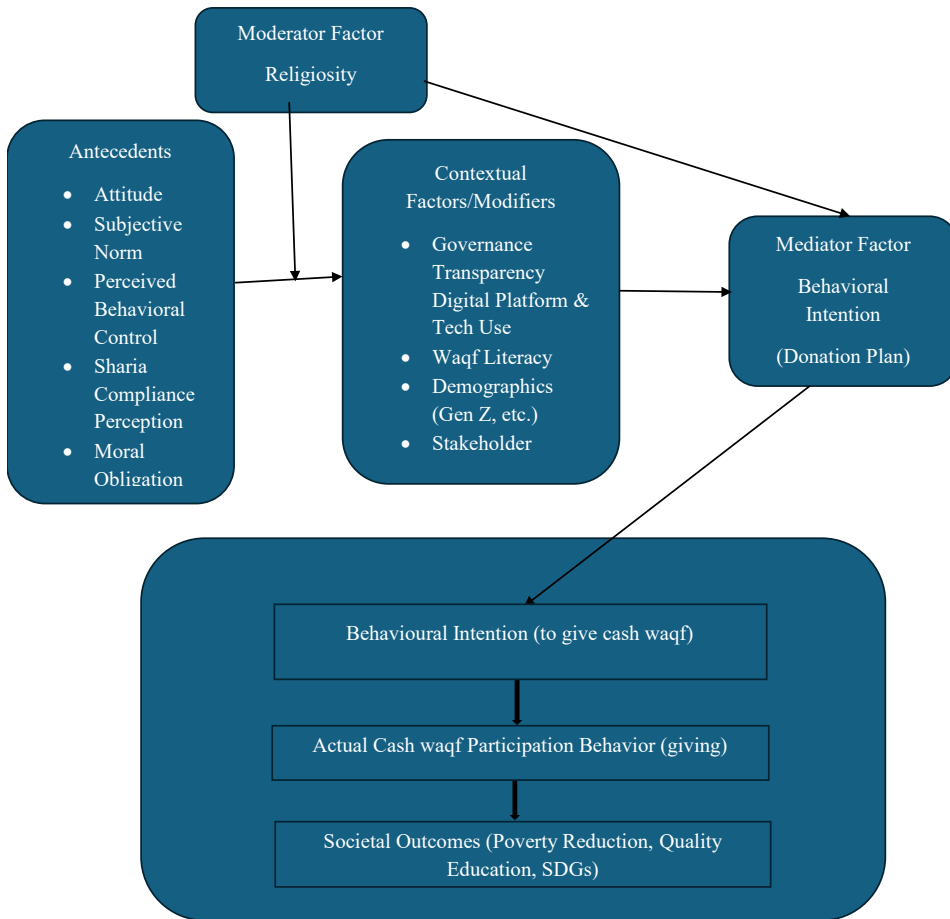 Moderator Factor
Religiosity
Antecedents
• Attitude
• Subjective
Norm
• Perceived
Behavioral
Control
• Sharia
Compliance
Perception
• Moral
Obligation
Contextual
Factors/Modifiers
• Governance
Transparency
Digital Platform &
Tech Use
• Waqf Literacy
• Demographics
(Gen Z, etc.)
• Stakeholder
Mediator Factor
Behavioral
Intention
(Donation Plan)
Behavioural Intention (to give cash waqf)
Actual Cash waqf Participation Behavior (giving)
Societal Outcomes (Poverty Reduction, Quality
Education, SDGs)